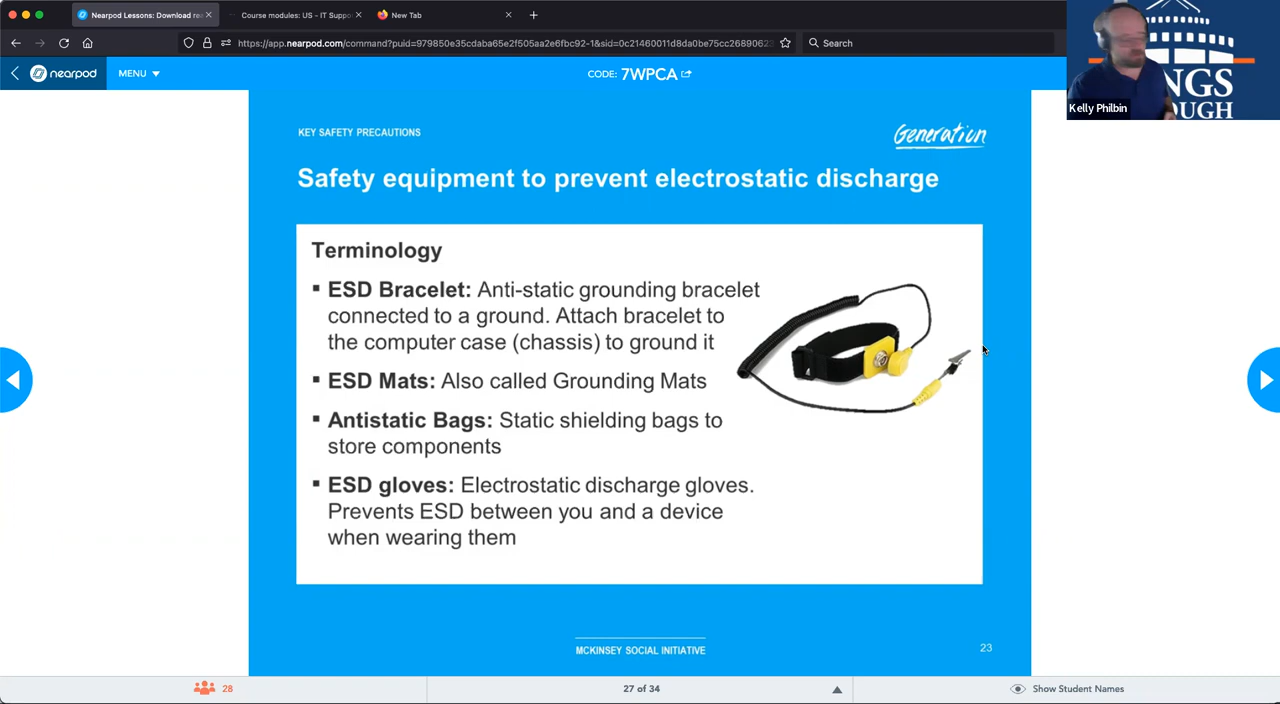 Nearpod Lessons: Download re
Course modules: US - IT Suppo
New Tab
https://app.nearpod.com/command?puid=979850e35cdaba65e2f505aa2e6fbc92-1&sid=0c21460011d8da0be75cc26890623
Search
nearpod
MENU
CODE: 7WPCA
NGS
OUGH
Kelly Philbin
KEY SAFETY PRECAUTIONS
Generation
Safety equipment to prevent electrostatic discharge
Terminology
▪ ESD Bracelet: Anti-static grounding bracelet
connected to a ground. Attach bracelet to
the computer case (chassis) to ground it
▪ ESD Mats: Also called Grounding Mats
▪ Antistatic Bags: Static shielding bags to
store components
▪ ESD gloves: Electrostatic discharge gloves.
Prevents ESD between you and a device
when wearing them
MCKINSEY SOCIAL INITIATIVE
23
28
27 of 34
Show Student Names